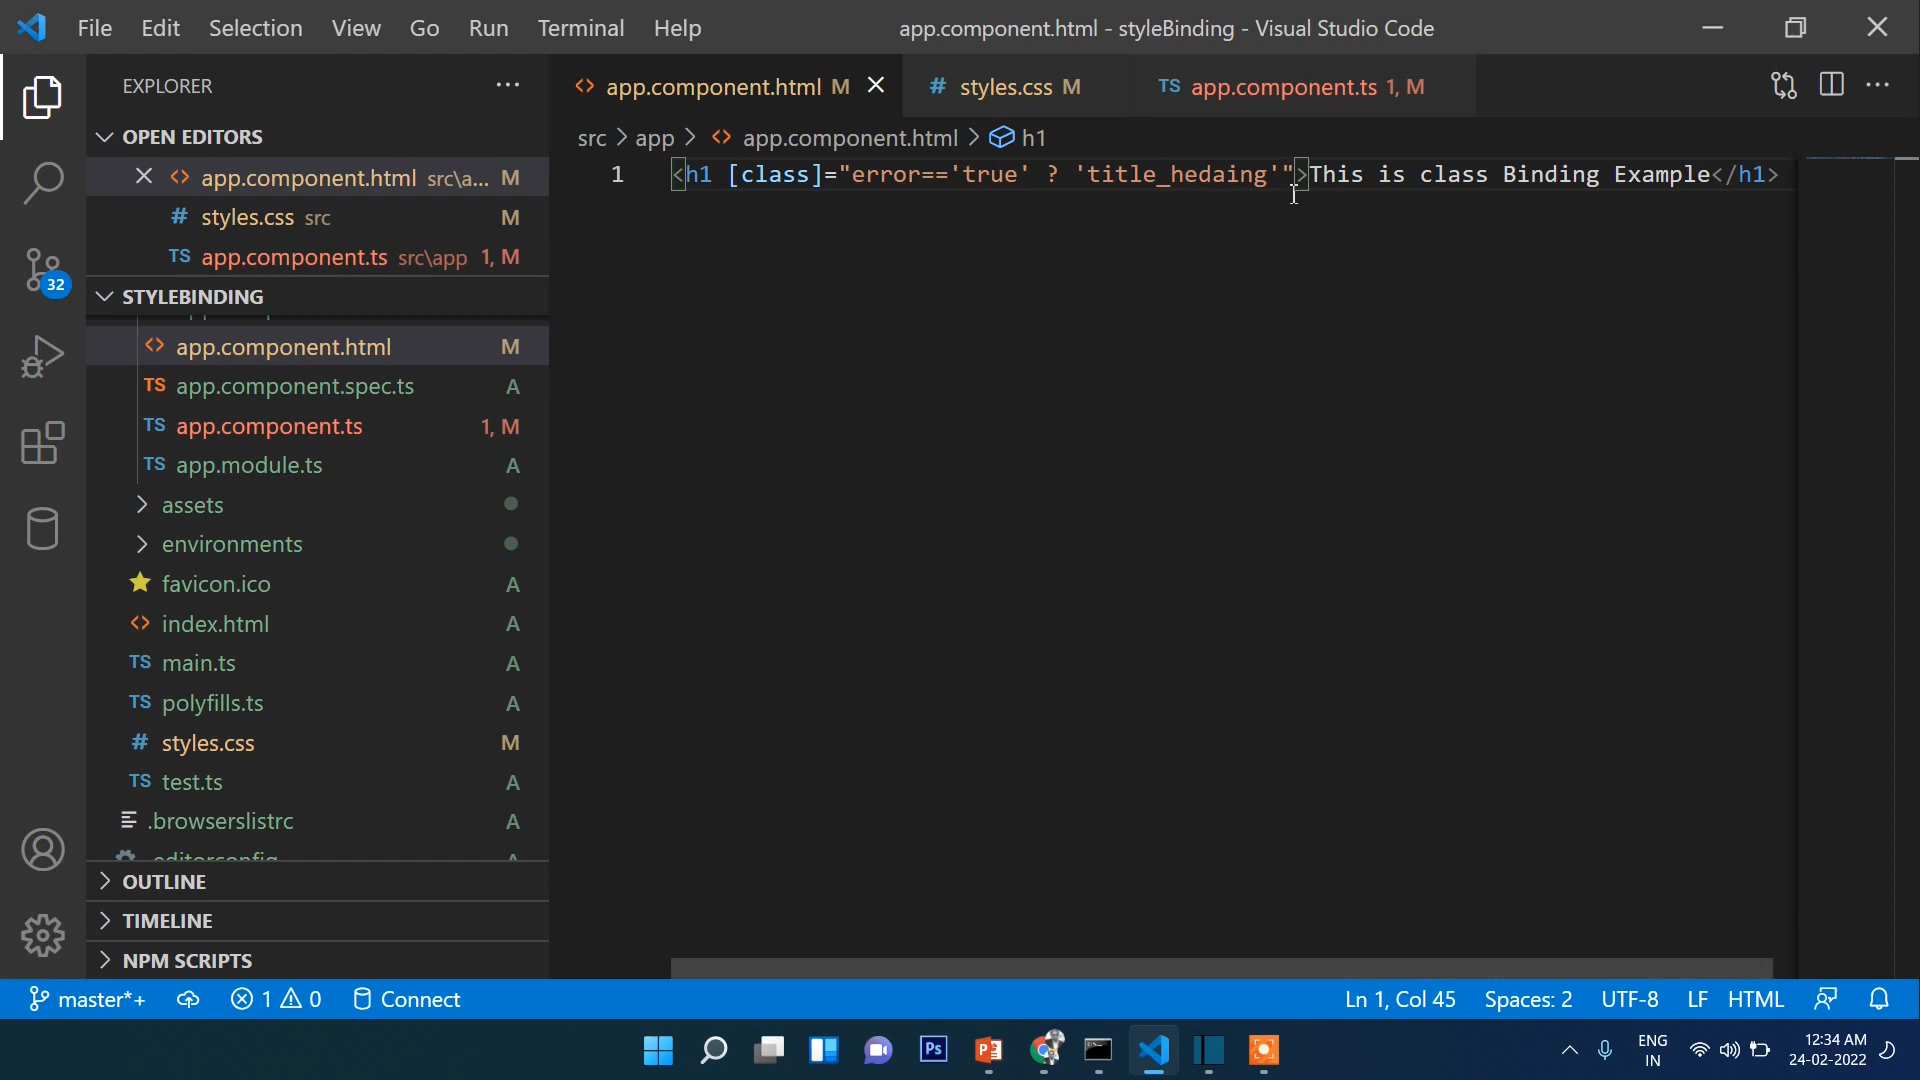 File Edit Selection View Go Run Terminal Help
app.component.html - styleBinding - Visual Studio Code
EXPLORER
OPEN EDITORS
app.component.html src\a... M
styles.css src M
app.component.ts src\app 1, M
STYLEBINDING
app.component.html M
app.component.spec.ts A
TS app.component.ts 1, M
TS app.module.ts A
assets
environments
favicon.ico A
index.html A
TS main.ts A
TS polyfills.ts A
# styles.css M
TS test.ts A
.browserslistrc A
.editorconfig A
OUTLINE
TIMELINE
NPM SCRIPTS
32
app.component.html M
# styles.css M
TS app.component.ts 1, M
src > app > app.component.html > h1
1 <h1 [class]="error=='true' ? 'title_hedaing'">This is class Binding Example</h1>
master*+ 1 0 Connect
Ln 1, Col 45 Spaces: 2 UTF-8 LF HTML
Ps
ENG
IN
12:34 AM
24-02-2022